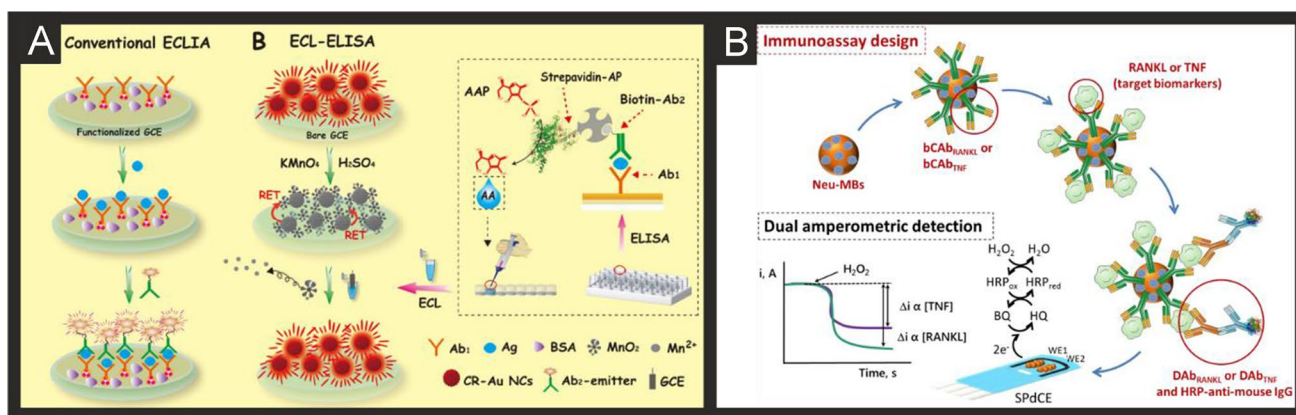 A
Conventional ECLIA
Functionalized GCE
B
ECL-ELISA
Bare GCE
KMnO₄
H₂SO₄
RET
RET
AAP
Strepavidin-AP
Biotin-Ab₂
AA
Ab₁
ELISA
ECL
Ab₁
Ag
BSA
MnO₂
Mn²⁺
CR-Au NCs
Ab₂-emitter
GCE
B
Immunoassay design
Neu-MBs
bCAb_RANKL or
bCAb_TNF
RANKL or TNF
(target biomarkers)
DAb_RANKL or DAb_TNF
and HRP-anti-mouse IgG
Dual amperometric detection
i, A
H₂O₂
Δi α [TNF]
Δi α [RANKL]
Time, s
H₂O₂
H₂O
HRP_ox
HRP_red
BQ
HQ
2e⁻
WE1
WE2
SPdCE